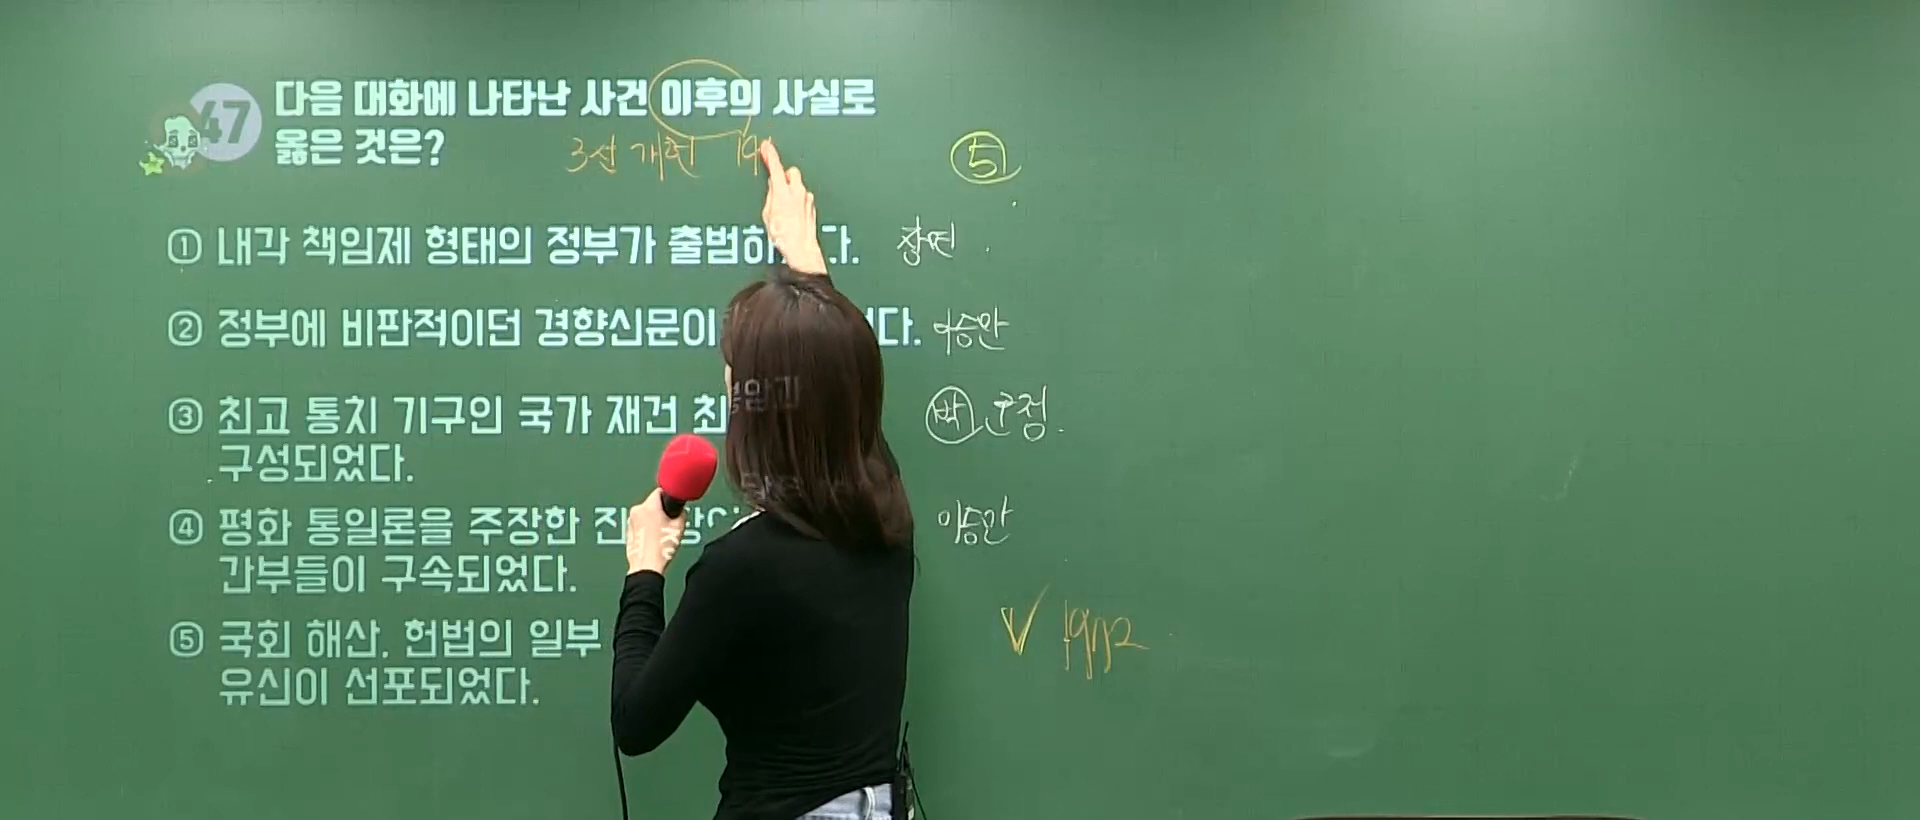 47 다음 대화에 나타난 사건 이후의 사실로
옳은 것은?
3선 개헌 19
⑤
① 내각 책임제 형태의 정부가 출범하 다. 장면
② 정부에 비판적이던 경향신문이 다. 이승만
③ 최고 통치 기구인 국가 재건 최 박 군정
구성되었다.
④ 평화 통일론을 주장한 진 이승만
간부들이 구속되었다.
⑤ 국회 해산, 헌법의 일부 1972
유신이 선포되었다.